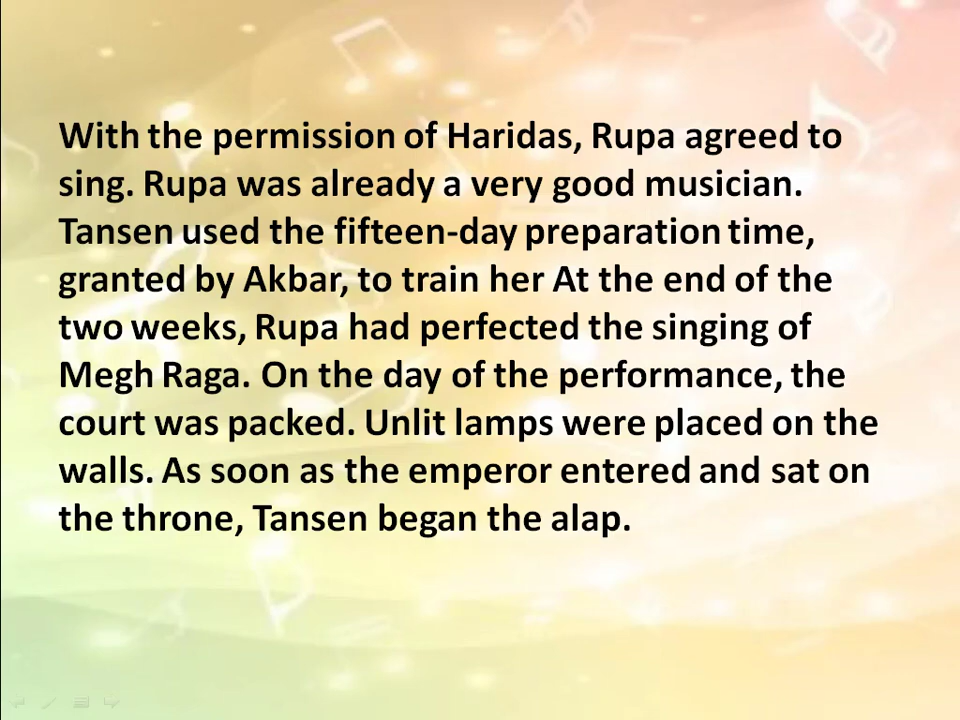 With the permission of Haridas, Rupa agreed to
sing. Rupa was already a very good musician.
Tansen used the fifteen-day preparation time,
granted by Akbar, to train her At the end of the
two weeks, Rupa had perfected the singing of
Megh Raga. On the day of the performance, the
court was packed. Unlit lamps were placed on the
walls. As soon as the emperor entered and sat on
the throne, Tansen began the alap.